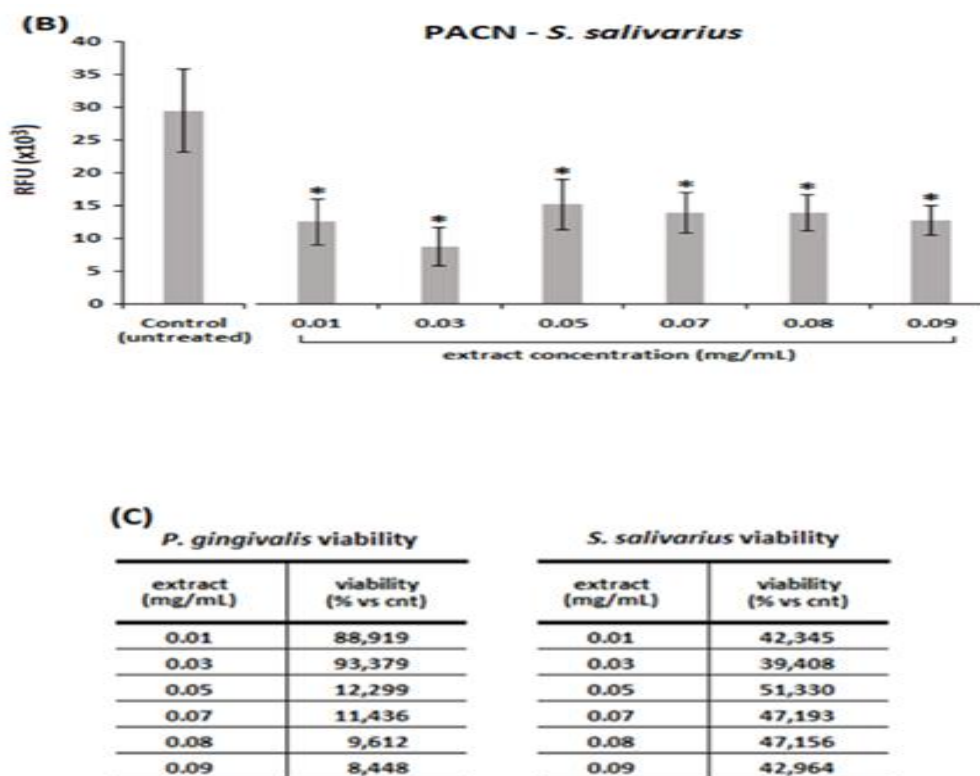 (B)
PACN - S. salivarius
RFU (x10³)
40
35
30
25
20
15
10
5
0
* * * * * *
Control 0.01 0.03 0.05 0.07 0.08 0.09
(untreated)
extract concentration (mg/mL)
(C)
P. gingivalis viability
extract viability
(mg/mL) (% vs cnt)
0.01 88,919
0.03 93,379
0.05 12,299
0.07 11,436
0.08 9,612
0.09 8,448
S. salivarius viability
extract viability
(mg/mL) (% vs cnt)
0.01 42,345
0.03 39,408
0.05 51,330
0.07 47,193
0.08 47,156
0.09 42,964